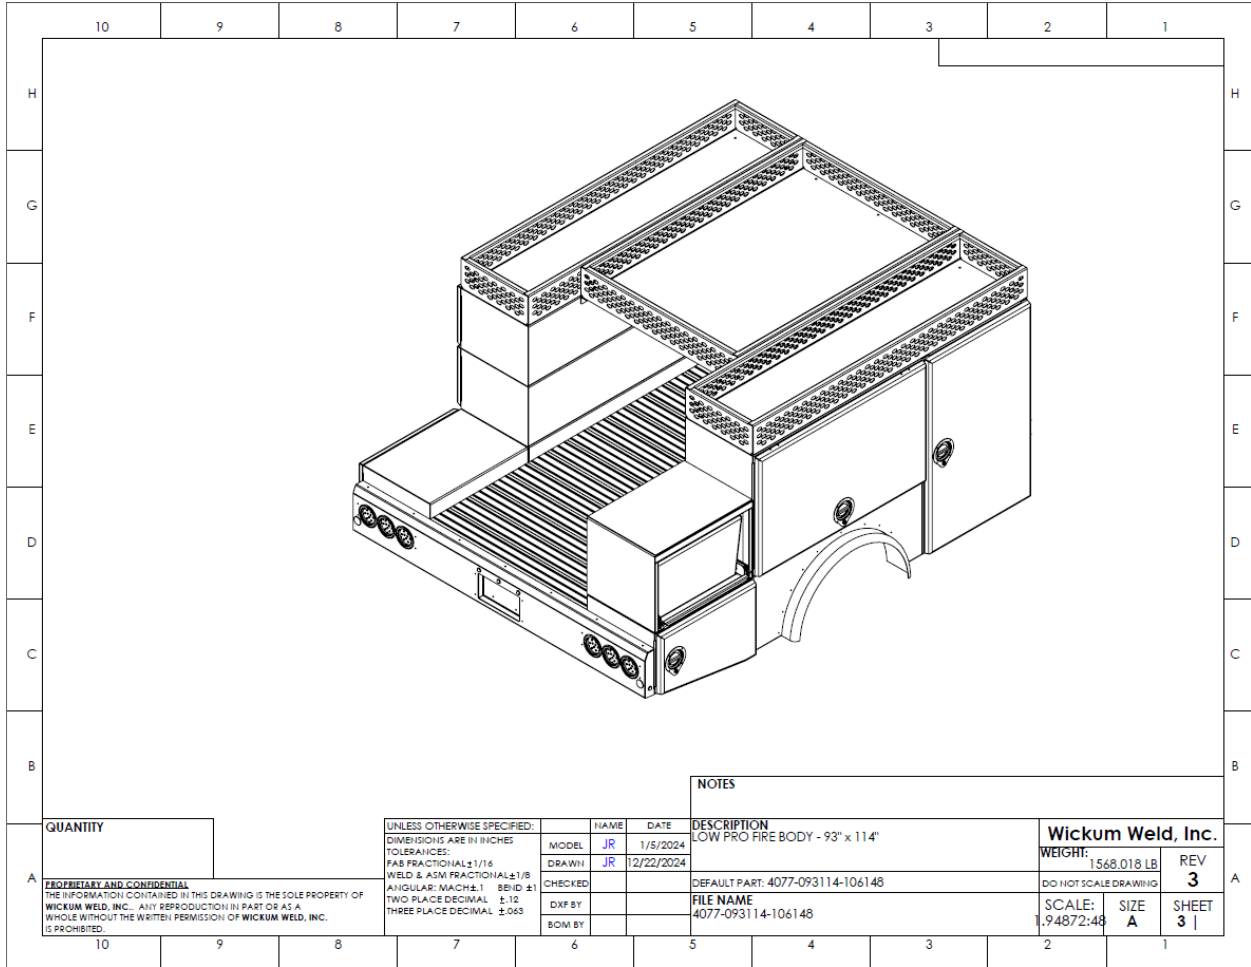 10 9 8 7 6 5 4 3 2 1
H H
G G
F F
E E
D D
C C
B B
A A
NOTES
QUANTITY
PROPRIETARY AND CONFIDENTIAL
THE INFORMATION CONTAINED IN THIS DRAWING IS THE SOLE PROPERTY OF
WICKUM WELD, INC.. ANY REPRODUCTION IN PART OR AS A
WHOLE WITHOUT THE WRITTEN PERMISSION OF WICKUM WELD, INC.
IS PROHIBITED.
UNLESS OTHERWISE SPECIFIED:
DIMENSIONS ARE IN INCHES
TOLERANCES:
FAB FRACTIONAL±1/16
WELD & ASM FRACTIONAL±1/8
ANGULAR: MACH±.1 BEND ±1
TWO PLACE DECIMAL ±.12
THREE PLACE DECIMAL ±.063
NAME DATE
MODEL JR 1/5/2024
DRAWN JR 12/22/2024
CHECKED
DXF BY
BOM BY
DESCRIPTION
LOW PRO FIRE BODY - 93" x 114"
DEFAULT PART: 4077-093114-106148
FILE NAME
4077-093114-106148
Wickum Weld, Inc.
WEIGHT:
1568.018 LB
REV
3
DO NOT SCALE DRAWING
SCALE:
1.94872:48
SIZE
A
SHEET
3 |
10 9 8 7 6 5 4 3 2 1